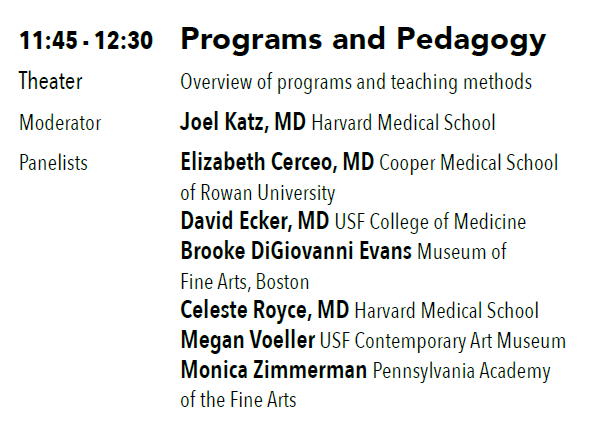 11:45 - 12:30 Programs and Pedagogy
Theater Overview of programs and teaching methods
Moderator Joel Katz, MD Harvard Medical School
Panelists Elizabeth Cerceo, MD Cooper Medical School
of Rowan University
David Ecker, MD USF College of Medicine
Brooke DiGiovanni Evans Museum of
Fine Arts, Boston
Celeste Royce, MD Harvard Medical School
Megan Voeller USF Contemporary Art Museum
Monica Zimmerman Pennsylvania Academy
of the Fine Arts